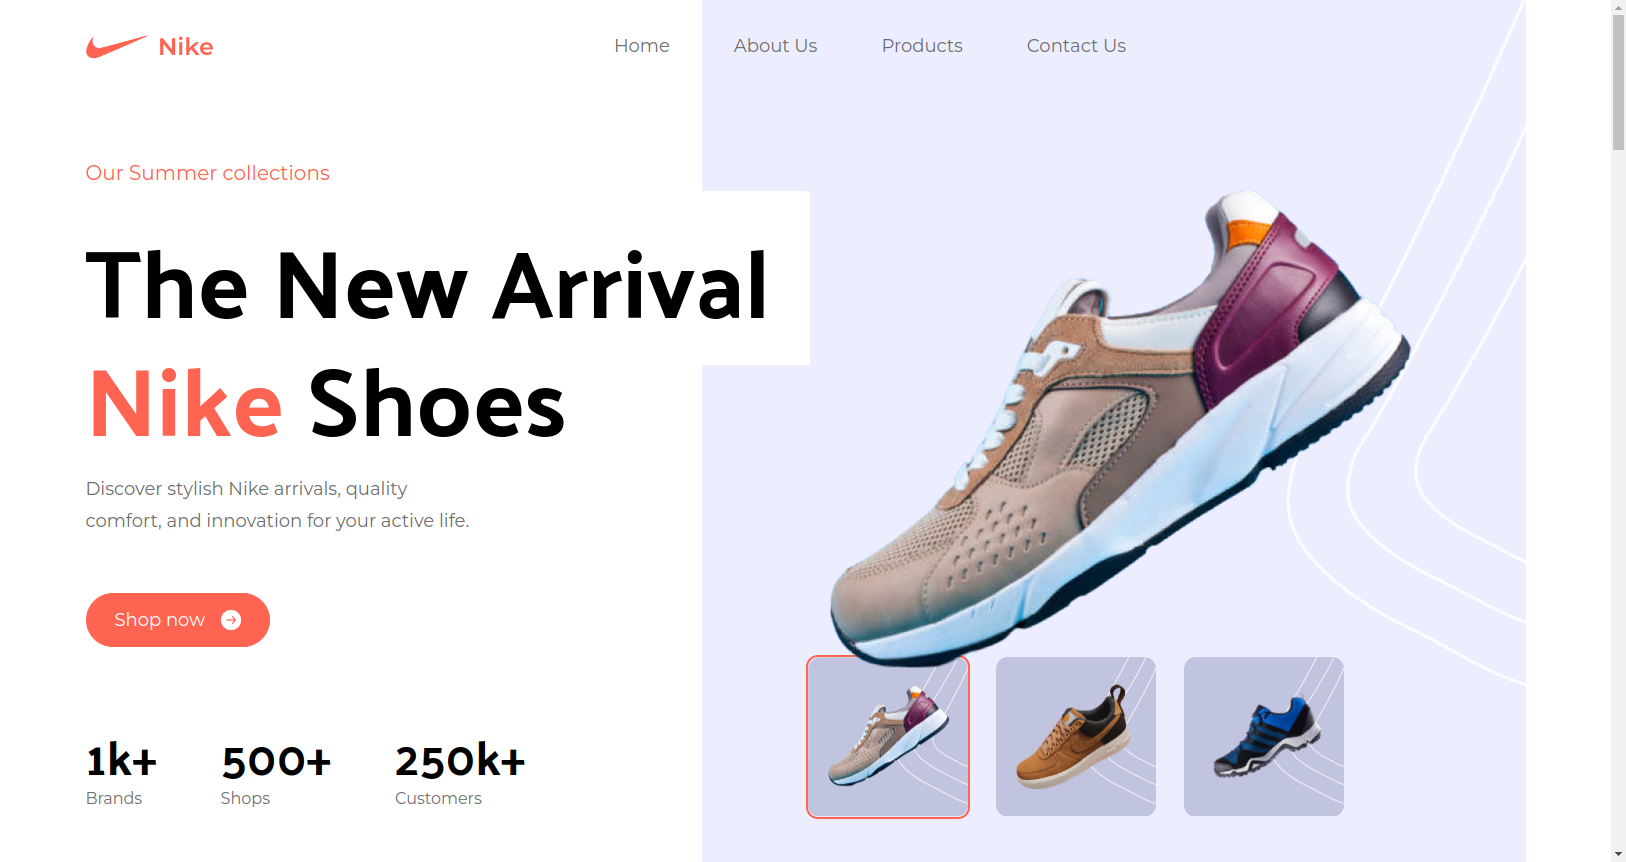 Nike
Home
About Us
Products
Contact Us
Our Summer collections
The New Arrival
Nike Shoes
Discover stylish Nike arrivals, quality
comfort, and innovation for your active life.
Shop now
1k+
Brands
500+
Shops
250k+
Customers